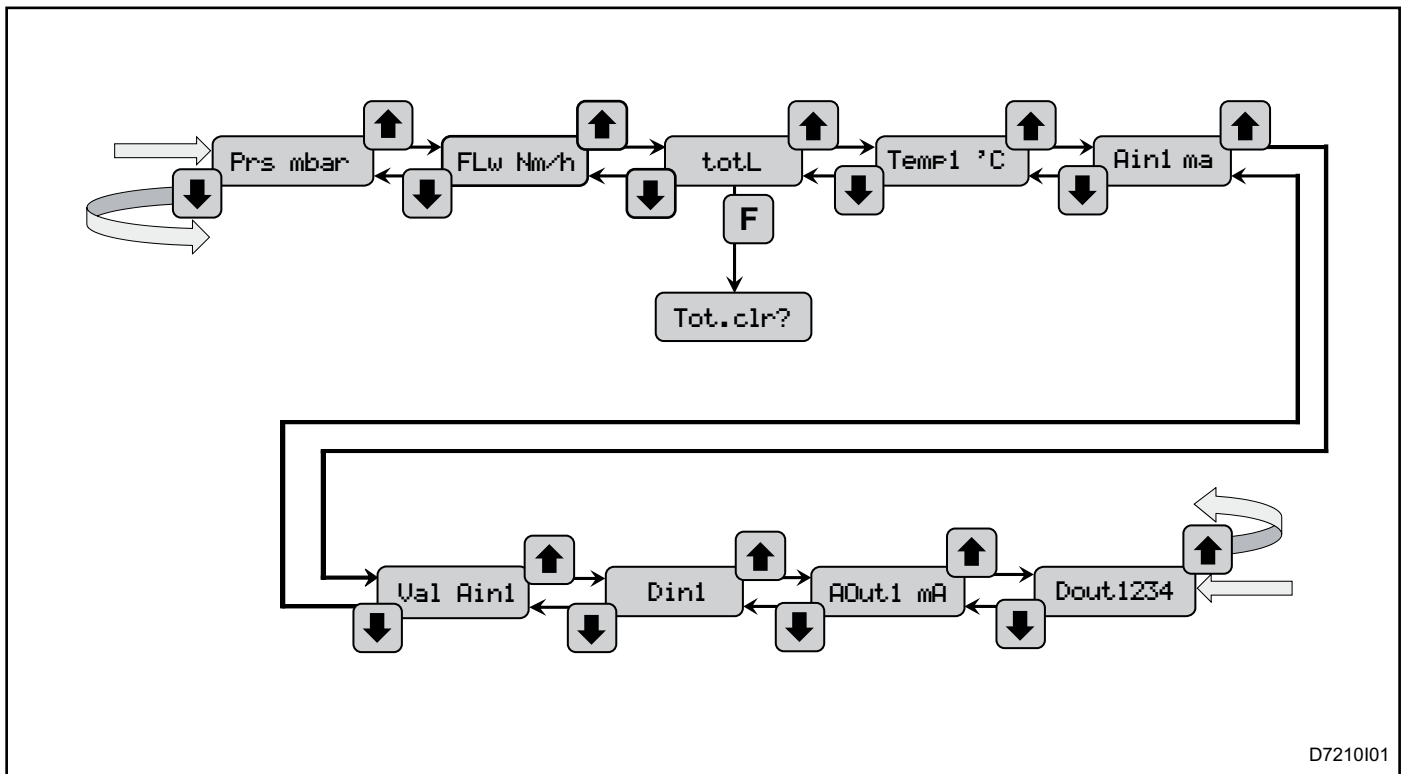 Prs mbar
FLw Nm/h
totL
Temp1 'C
Ain1 ma
F
Tot.clr?
Val Ain1
Din1
AOut1 mA
Dout1234
D7210I01